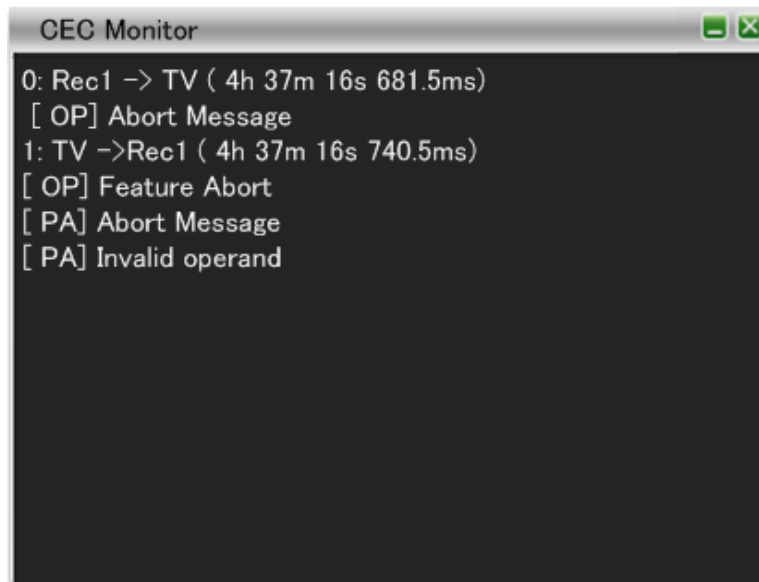 CEC Monitor
0: Rec1 -> TV ( 4h 37m 16s 681.5ms)
[ OP] Abort Message
1: TV ->Rec1 ( 4h 37m 16s 740.5ms)
[ OP] Feature Abort
[ PA] Abort Message
[ PA] Invalid operand